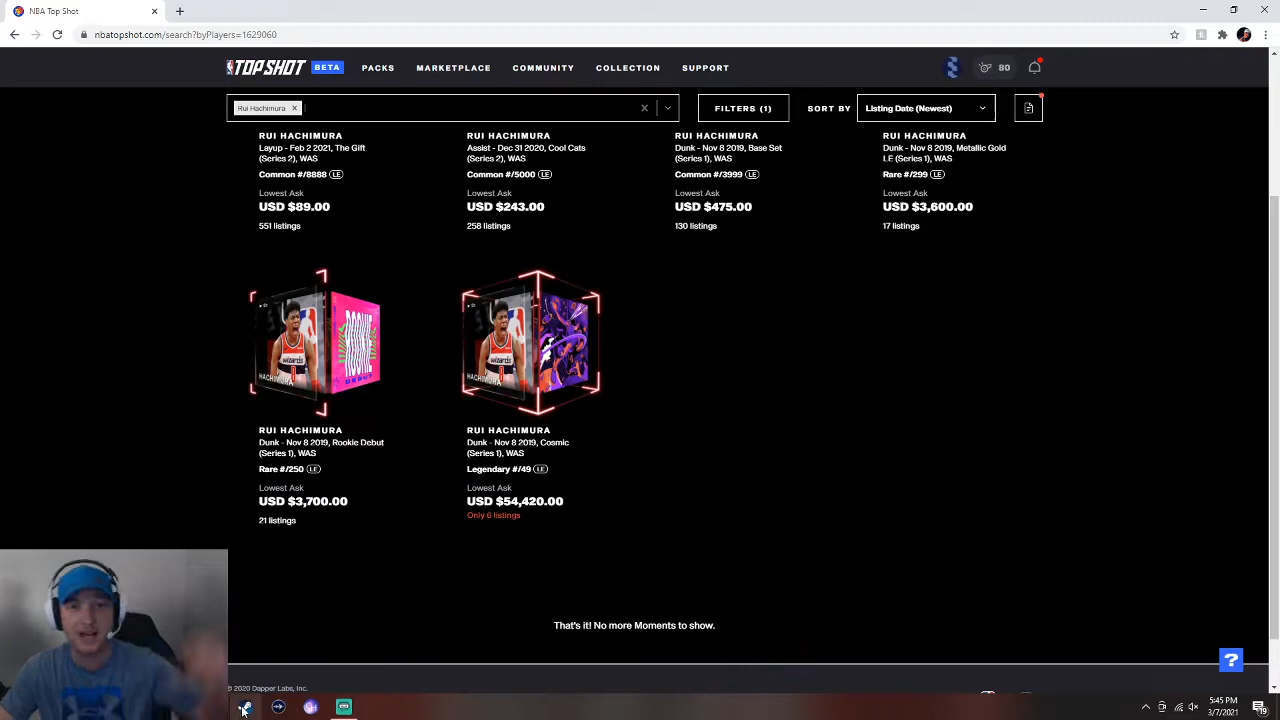 nbatopshot.com/search?byPlayers=1629060
NBA Top Shot
TOP SHOT BETA PACKS MARKETPLACE COMMUNITY COLLECTION SUPPORT 80
Rui Hachimura FILTERS (1) SORT BY Listing Date (Newest)
RUI HACHIMURA
Layup - Feb 2 2021, The Gift
(Series 2), WAS
Common #/8888 LE
Lowest Ask
USD $89.00
551 listings
RUI HACHIMURA
Assist - Dec 31 2020, Cool Cats
(Series 2), WAS
Common #/5000 LE
Lowest Ask
USD $243.00
258 listings
RUI HACHIMURA
Dunk - Nov 8 2019, Base Set
(Series 1), WAS
Common #/3999 LE
Lowest Ask
USD $475.00
130 listings
RUI HACHIMURA
Dunk - Nov 8 2019, Metallic Gold
LE (Series 1), WAS
Rare #/299 LE
Lowest Ask
USD $3,600.00
17 listings
WIZARDS
HACHIMURA
ROOKIE
DEBUT
RUI HACHIMURA
Dunk - Nov 8 2019, Rookie Debut
(Series 1), WAS
Rare #/250 LE
Lowest Ask
USD $3,700.00
21 listings
WIZARDS
HACHIMURA
RUI HACHIMURA
Dunk - Nov 8 2019, Cosmic
(Series 1), WAS
Legendary #/49 LE
Lowest Ask
USD $54,420.00
Only 6 listings
That's it! No more Moments to show.
?
© 2020 Dapper Labs, Inc.
5:45 PM
3/7/2021